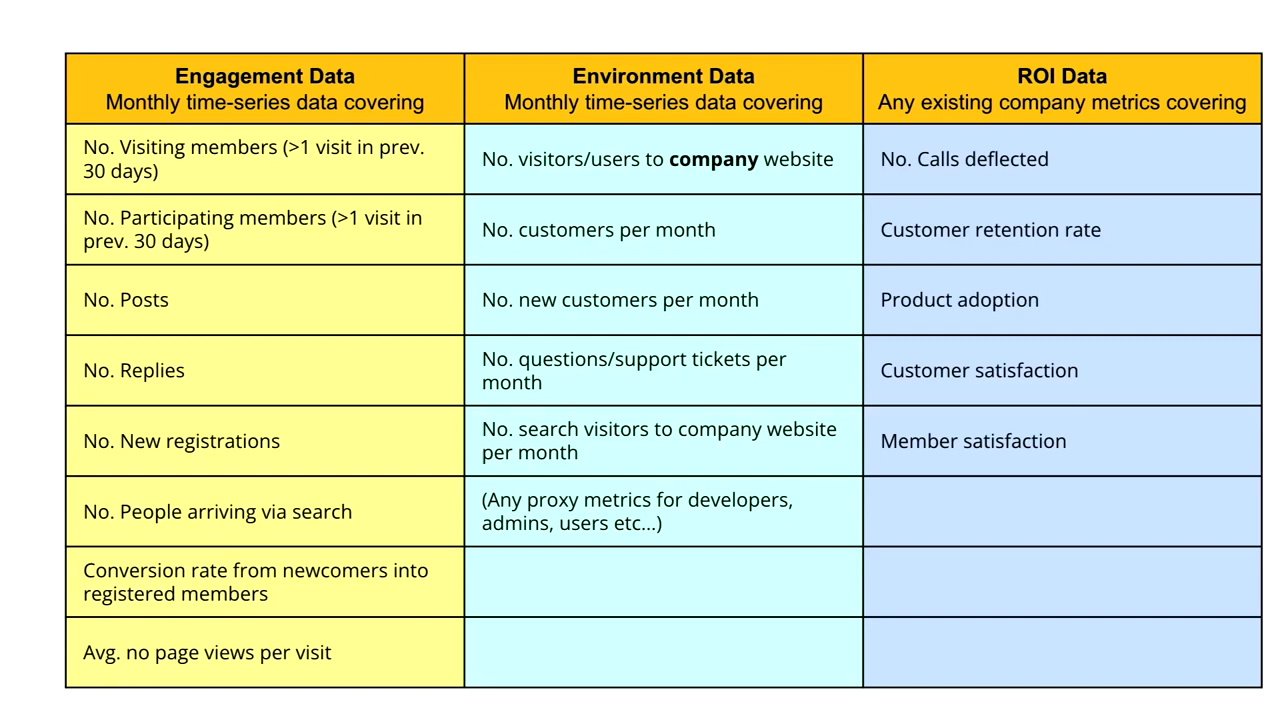 Engagement Data
Monthly time-series data covering
Environment Data
Monthly time-series data covering
ROI Data
Any existing company metrics covering
No. Visiting members (>1 visit in prev.
30 days)
No. visitors/users to company website
No. Calls deflected
No. Participating members (>1 visit in
prev. 30 days)
No. customers per month
Customer retention rate
No. Posts
No. new customers per month
Product adoption
No. Replies
No. questions/support tickets per
month
Customer satisfaction
No. New registrations
No. search visitors to company website
per month
Member satisfaction
No. People arriving via search
(Any proxy metrics for developers,
admins, users etc...)
Conversion rate from newcomers into
registered members
Avg. no page views per visit